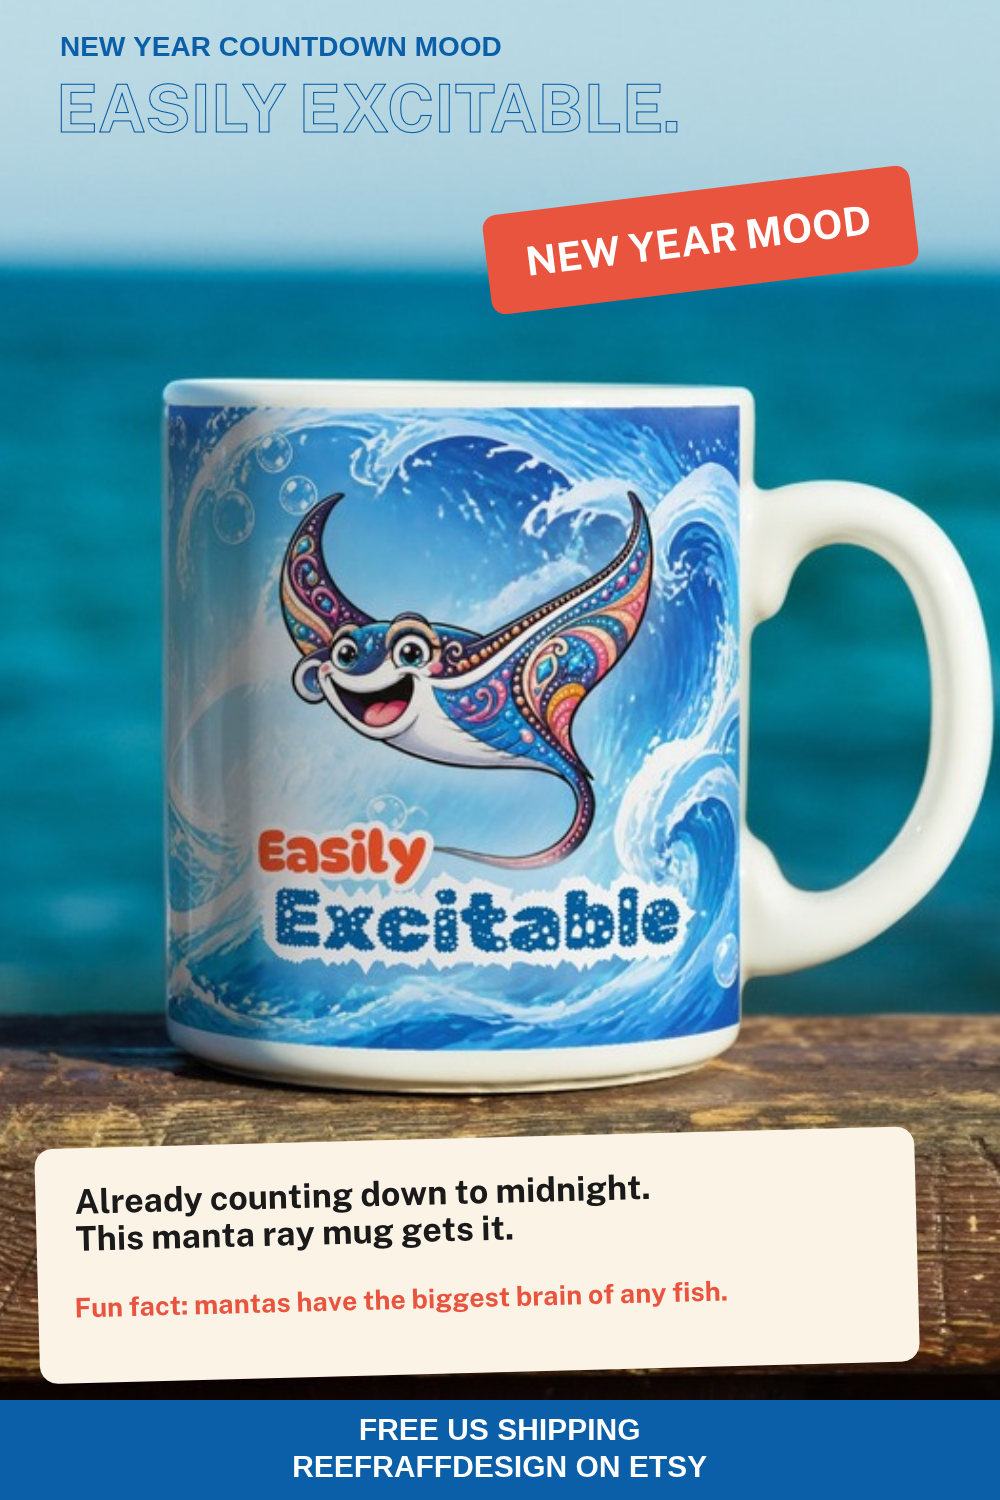 NEW YEAR COUNTDOWN MOOD
EASILY EXCITABLE.
NEW YEAR MOOD
Easily
Excitable
Already counting down to midnight.
This manta ray mug gets it.
Fun fact: mantas have the biggest brain of any fish.
FREE US SHIPPING
REEFRAFFDESIGN ON ETSY